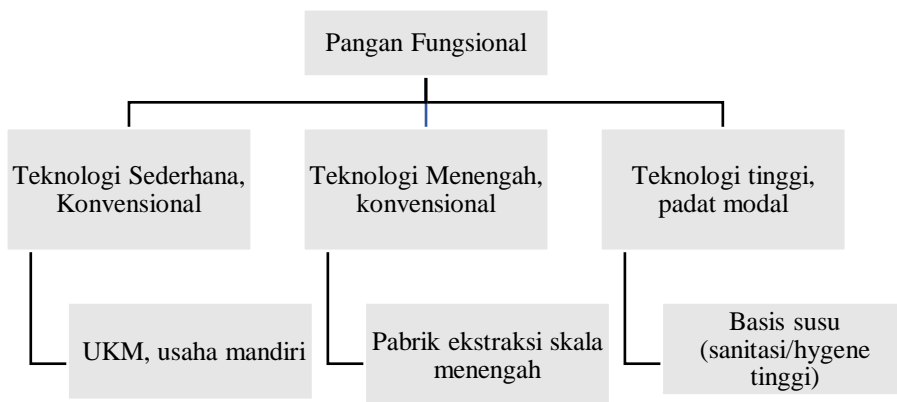 Pangan Fungsional
Teknologi Sederhana,
Konvensional
Teknologi Menengah,
konvensional
Teknologi tinggi,
padat modal
UKM, usaha mandiri
Pabrik ekstraksi skala
menengah
Basis susu
(sanitasi/hygene
tinggi)